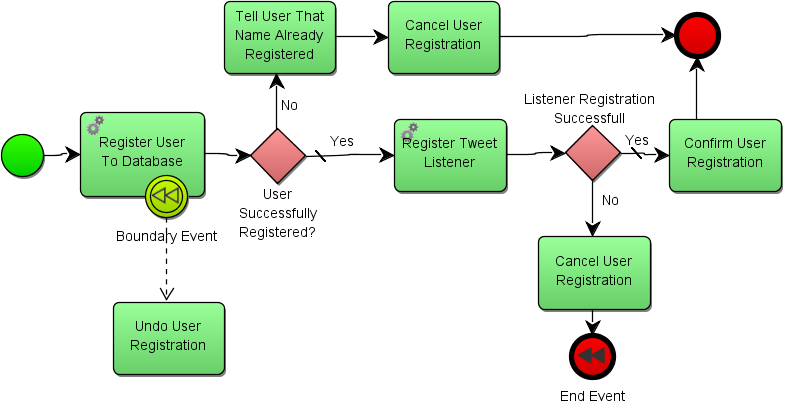 Tell User That
Name Already
Registered
Cancel User
Registration
No
Register User
To Database
Yes
User
Successfully
Registered?
Boundary Event
Undo User
Registration
Register Tweet
Listener
Listener Registration
Successfull
Yes
Confirm User
Registration
No
Cancel User
Registration
End Event